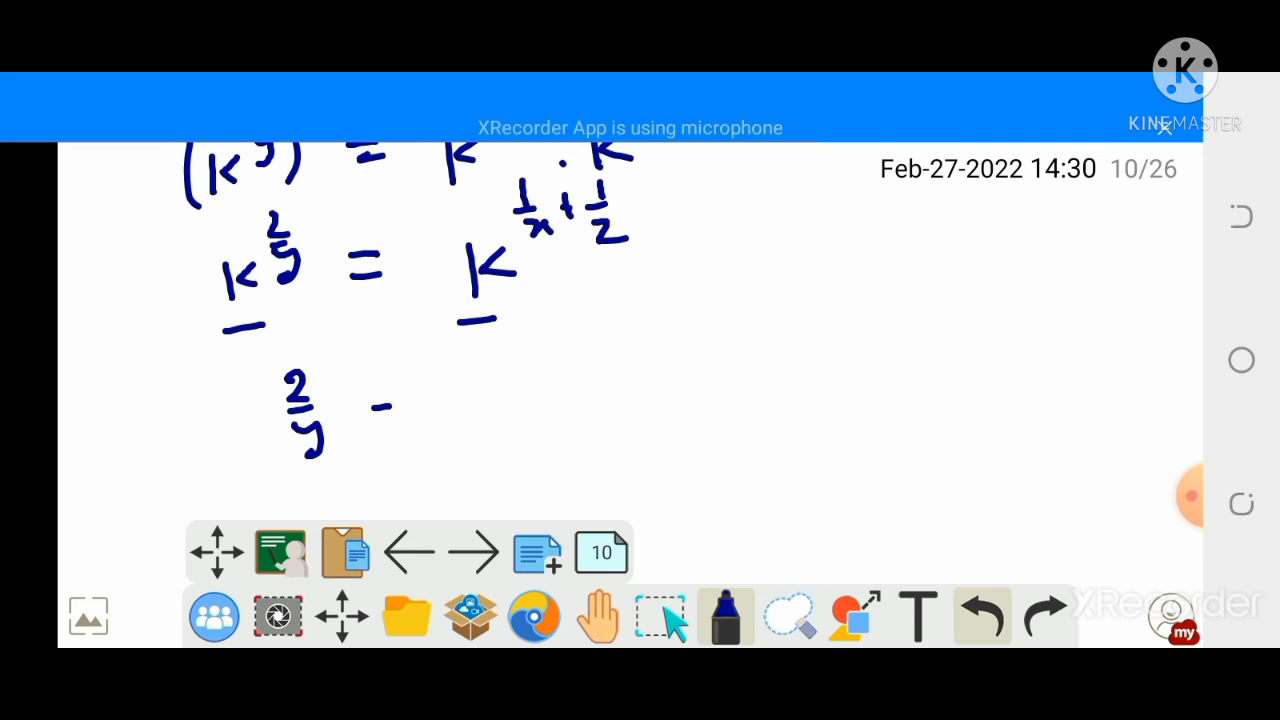 K
KINEMASTER
XRecorder App is using microphone
Feb-27-2022 14:30 10/26
(K^y) = K . K
K^(2/y) = K^(1/x + 1/z)
2/y -
10
XRecorder
my